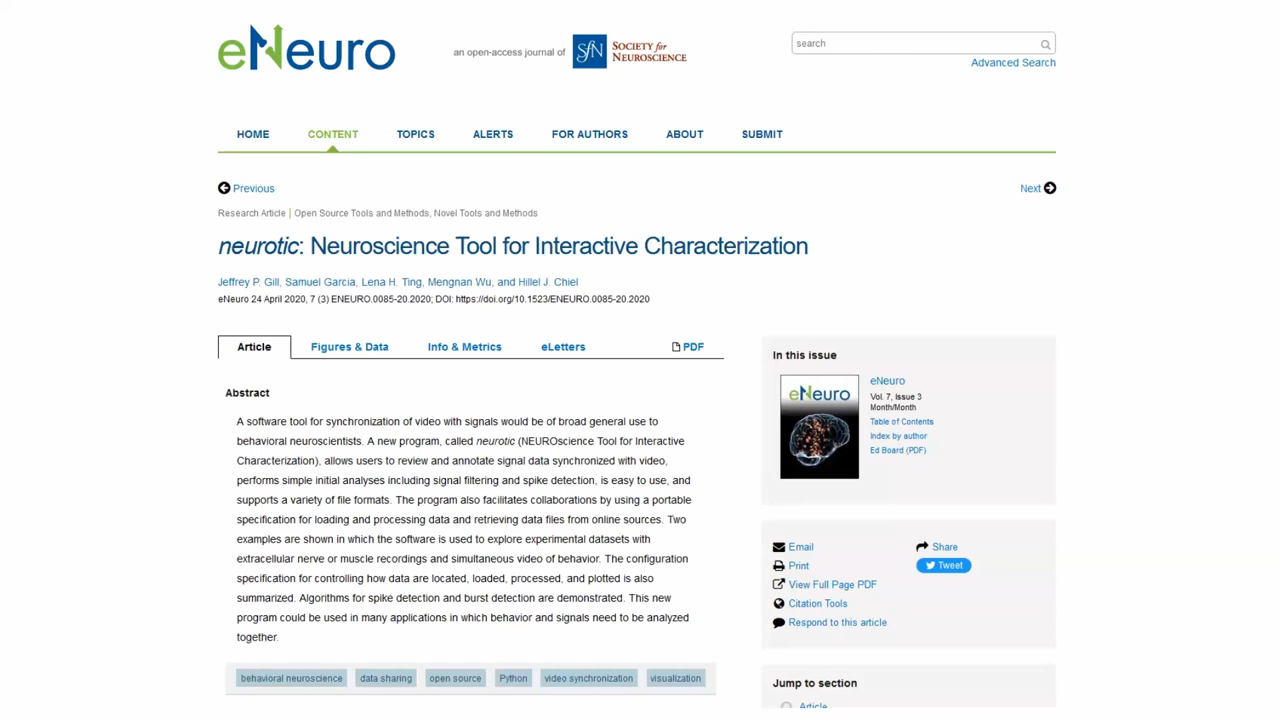 eNeuro
an open-access journal of
SfN
SOCIETY for
NEUROSCIENCE
search
Advanced Search
HOME
CONTENT
TOPICS
ALERTS
FOR AUTHORS
ABOUT
SUBMIT
Previous
Next
Research Article | Open Source Tools and Methods, Novel Tools and Methods
neurotic: Neuroscience Tool for Interactive Characterization
Jeffrey P. Gill, Samuel Garcia, Lena H. Ting, Mengnan Wu, and Hillel J. Chiel
eNeuro 24 April 2020, 7 (3) ENEURO.0085-20.2020; DOI: https://doi.org/10.1523/ENEURO.0085-20.2020
Article
Figures & Data
Info & Metrics
eLetters
PDF
Abstract
A software tool for synchronization of video with signals would be of broad general use to
behavioral neuroscientists. A new program, called neurotic (NEUROscience Tool for Interactive
Characterization), allows users to review and annotate signal data synchronized with video,
performs simple initial analyses including signal filtering and spike detection, is easy to use, and
supports a variety of file formats. The program also facilitates collaborations by using a portable
specification for loading and processing data and retrieving data files from online sources. Two
examples are shown in which the software is used to explore experimental datasets with
extracellular nerve or muscle recordings and simultaneous video of behavior. The configuration
specification for controlling how data are located, loaded, processed, and plotted is also
summarized. Algorithms for spike detection and burst detection are demonstrated. This new
program could be used in many applications in which behavior and signals need to be analyzed
together.
behavioral neuroscience
data sharing
open source
Python
video synchronization
visualization
In this issue
eNeuro
eNeuro
Vol. 7, Issue 3
Month/Month
Table of Contents
Index by author
Ed Board (PDF)
Email
Share
Print
Tweet
View Full Page PDF
Citation Tools
Respond to this article
Jump to section
Article